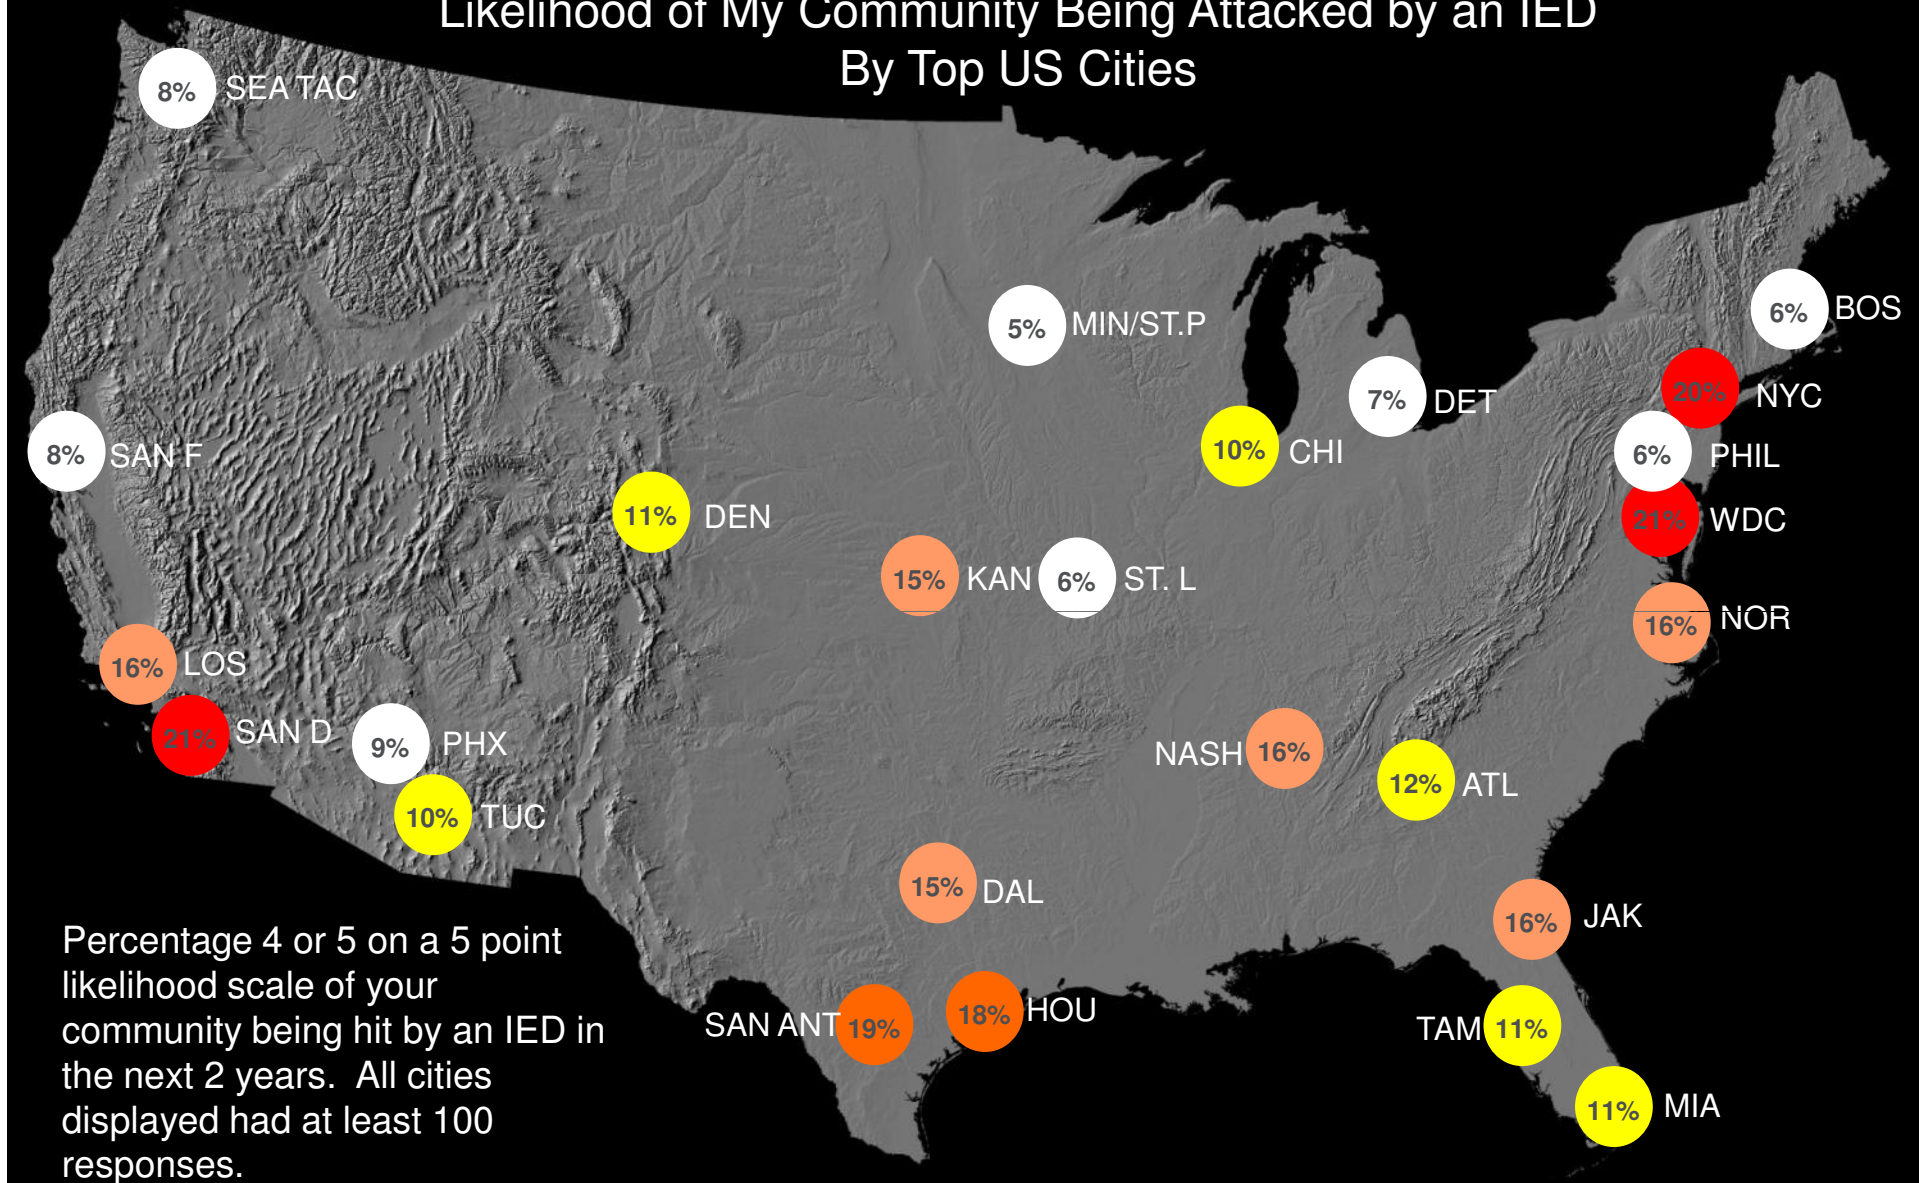 Likelihood of My Community Being Attacked by an IED
By Top US Cities
8% SEA TAC
5% MIN/ST.P
6% BOS
7% DET
20% NYC
8% SAN F
10% CHI
6% PHIL
11% DEN
21% WDC
15% KAN
6% ST. L
16% NOR
16% LOS
21% SAN D
9% PHX
NASH 16%
12% ATL
10% TUC
15% DAL
16% JAK
SAN ANT 19%
18% HOU
TAM 11%
11% MIA
Percentage 4 or 5 on a 5 point
likelihood scale of your
community being hit by an IED in
the next 2 years.  All cities
displayed had at least 100
responses.